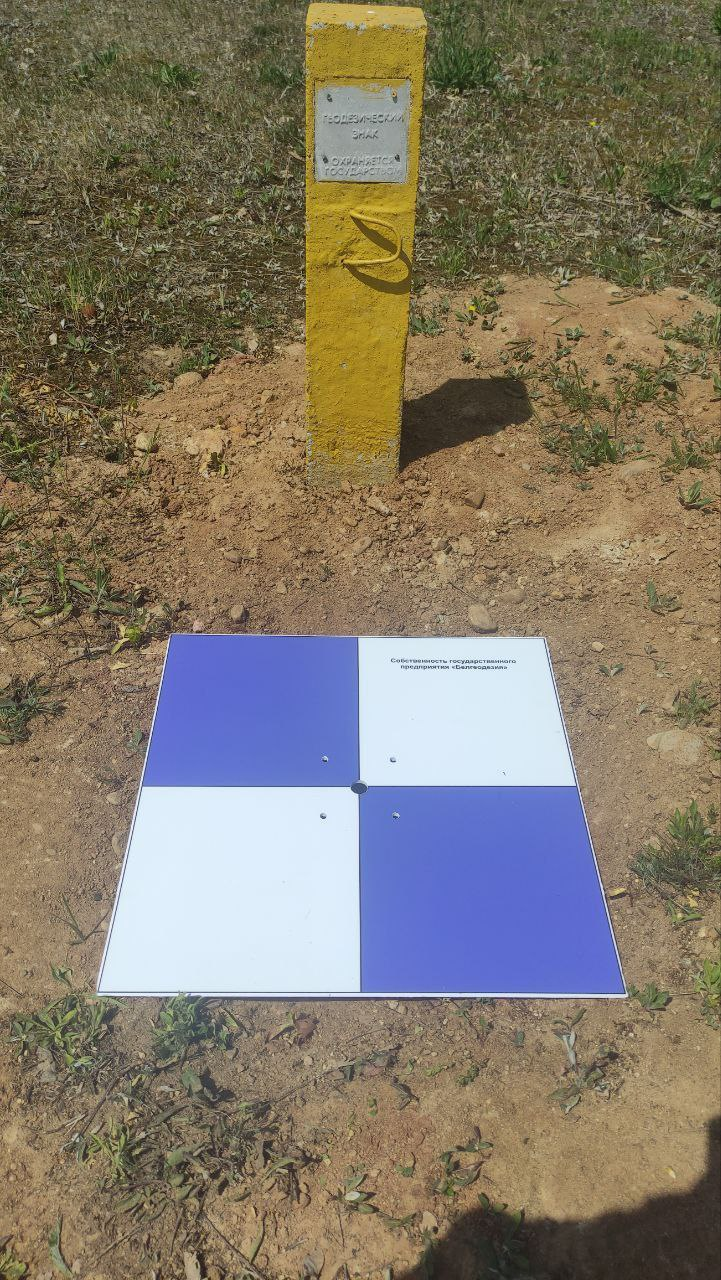 ГЕОДЕЗИЧЕСКИЙ
ЗНАК
ОХРАНЯЕТСЯ
ГОСУДАРСТВОМ
Собственность государственного
предприятия «Белгеодезия»